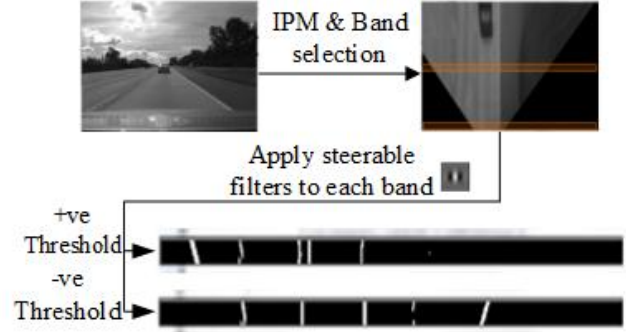 IPM & Band
selection
Apply steerable
filters to each band
+ve
Threshold
-ve
Threshold